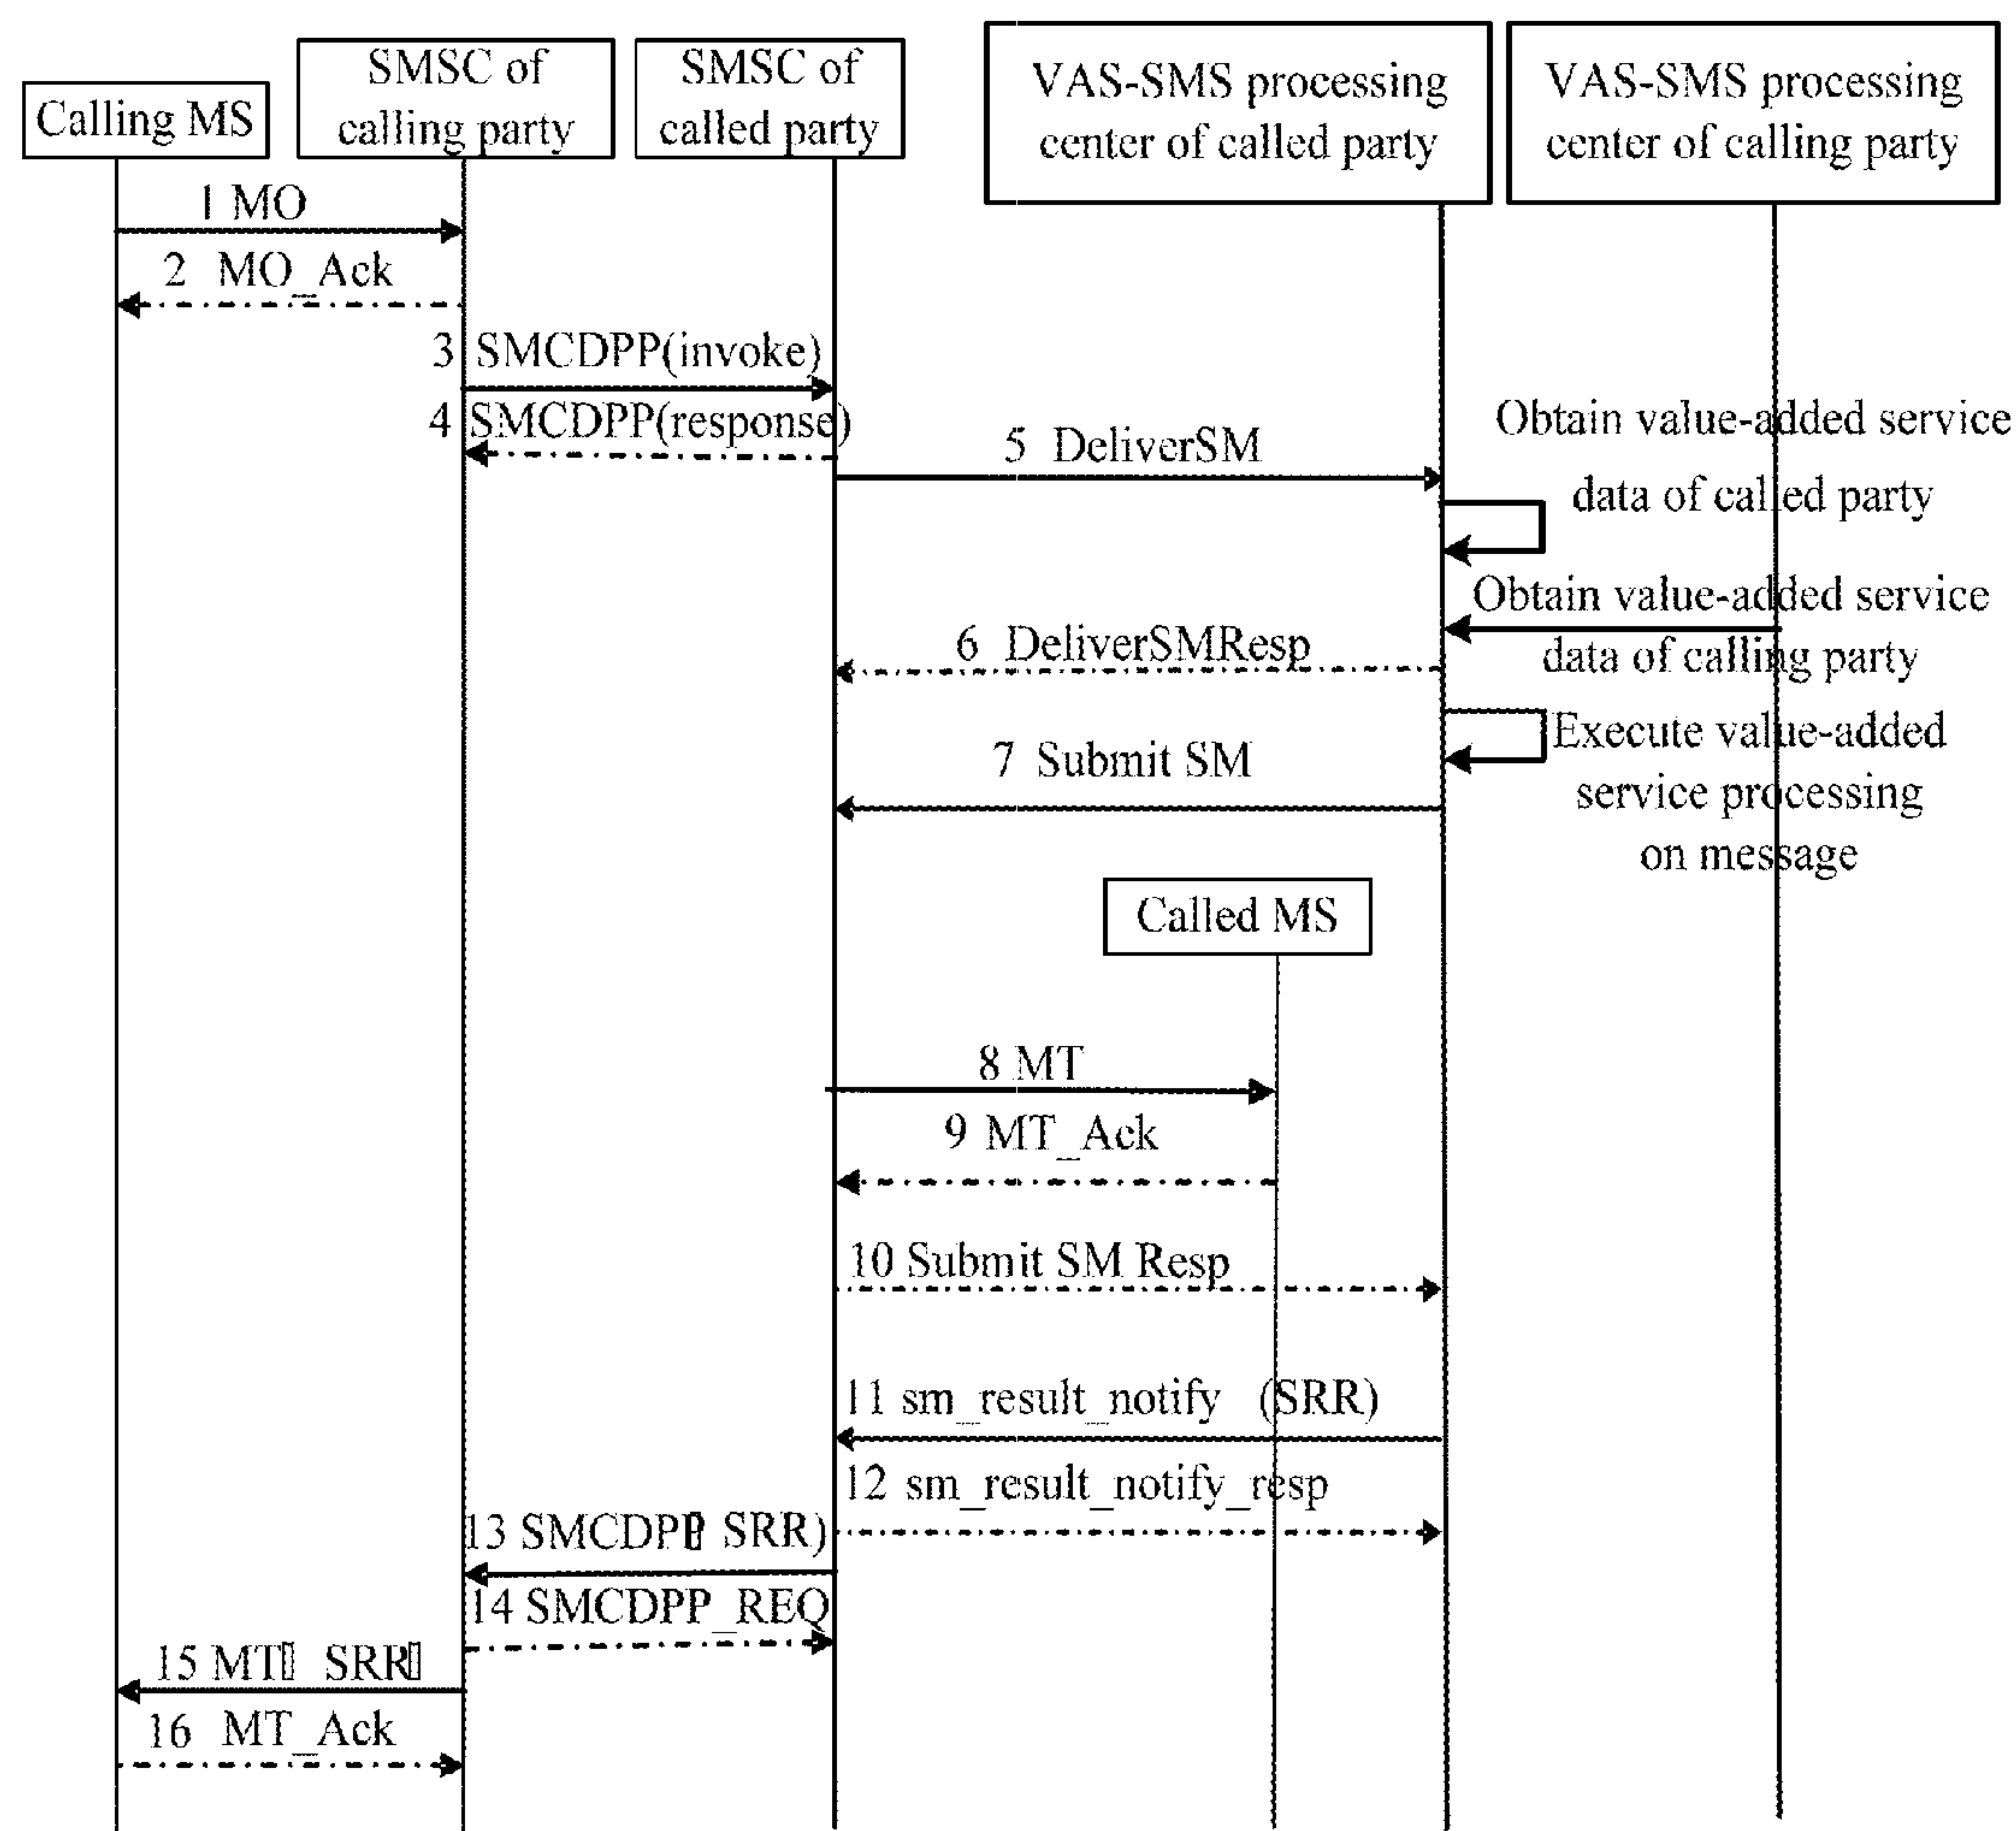 Calling MS
SMSC of
calling party
SMSC of
called party
VAS-SMS processing
center of called party
VAS-SMS processing
center of calling party
1 MO
2 MO_Ack
3 SMCDPP(invoke)
4 SMCDPP(response)
5 DeliverSM
Obtain value-added service
data of called party
Obtain value-added service
data of calling party
6 DeliverSMResp
Execute value-added
service processing
on message
7 Submit SM
Called MS
8 MT
9 MT_Ack
10 Submit SM Resp
11 sm_result_notify (SRR)
12 sm_result_notify_resp
13 SMCDPP SRR)
14 SMCDPP_REQ
15 MT SRR
16 MT_Ack